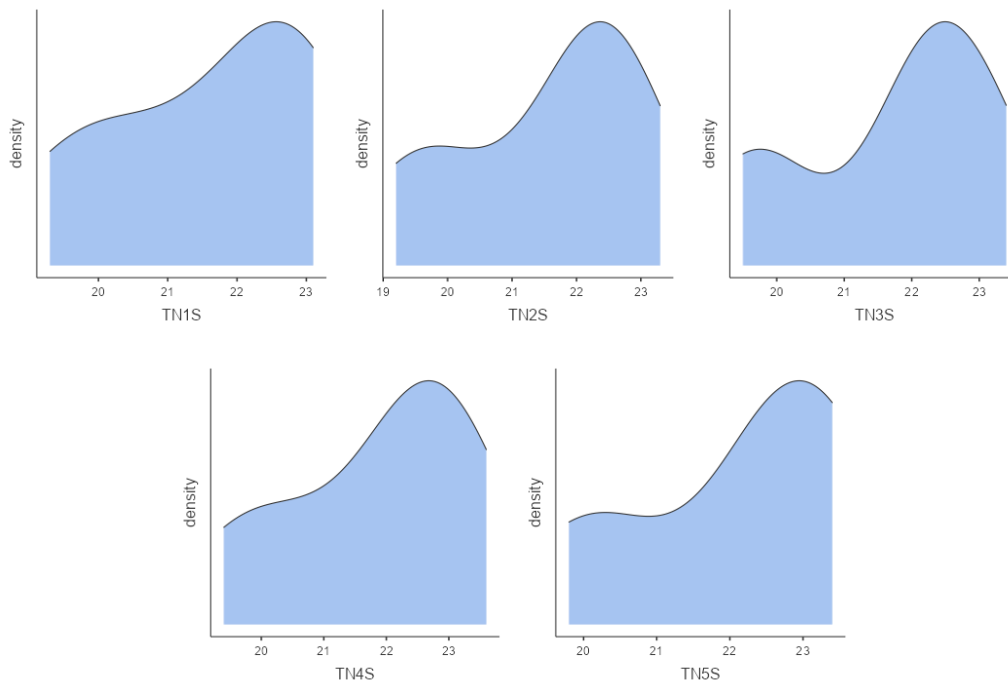 density
20 21 22 23
TN1S
density
19 20 21 22 23
TN2S
density
20 21 22 23
TN3S
density
20 21 22 23
TN4S
density
20 21 22 23
TN5S